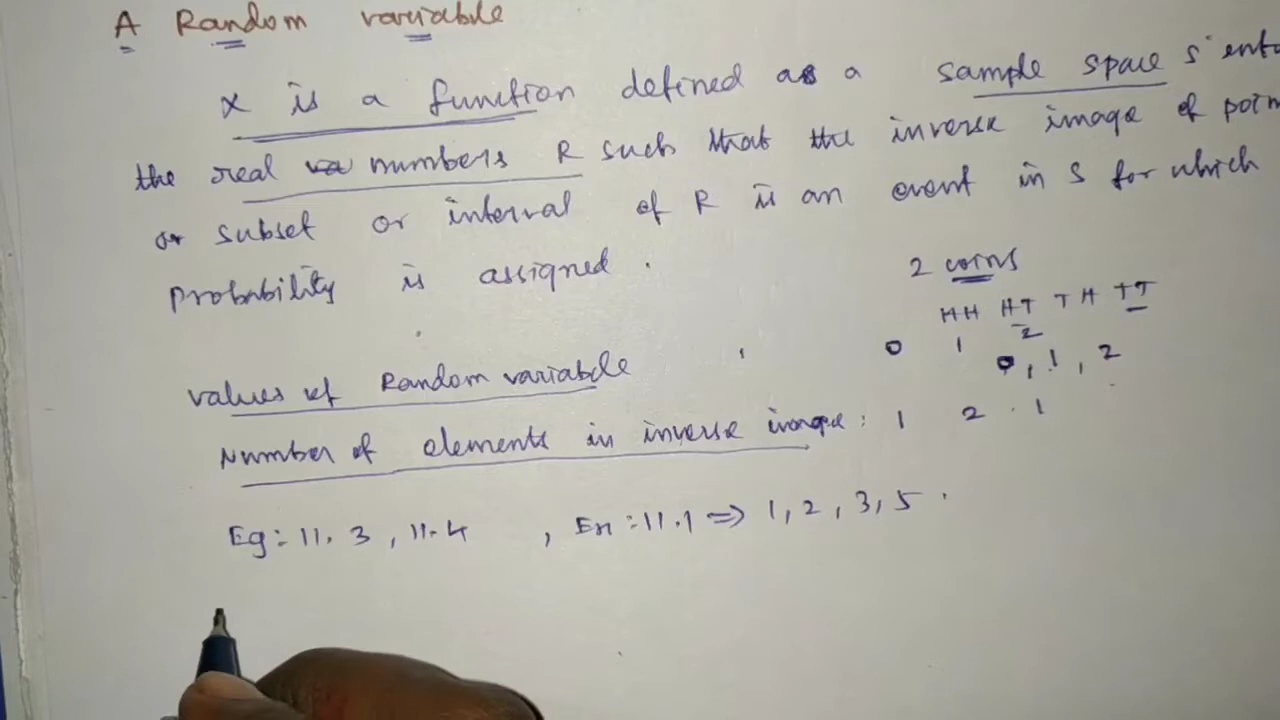 A Random variable
X is a function defined as a sample space S into
the real numbers R such that the inverse image of poin
or subset or interval of R is an event in S for which
probability is assigned.
2 coins
HH HT TH TT
values of Random variable 0 1 2
0, 1, 2
Number of elements in inverse image: 1 2 1
Eg: 11.3, 11.4, Ex: 11.1 ⇒ 1, 2, 3, 5.